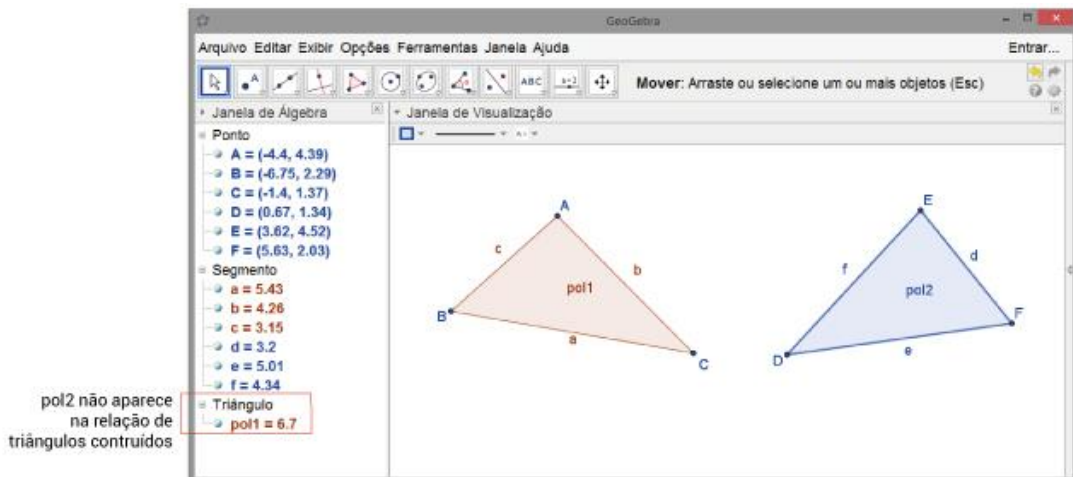 GeoGebra
Arquivo Editar Exibir Opções Ferramentas Janela Ajuda
Entrar...
A
ABC
a=2
Mover: Arraste ou selecione um ou mais objetos (Esc)
Janela de Álgebra
Janela de Visualização
Ponto
A = (-4.4, 4.39)
B = (-6.75, 2.29)
C = (-1.4, 1.37)
D = (0.67, 1.34)
E = (3.62, 4.52)
F = (5.63, 2.03)
Segmento
a = 5.43
b = 4.26
c = 3.15
d = 3.2
e = 5.01
f = 4.34
Triângulo
pol1 = 6.7
pol2 não aparece
na relação de
triângulos contruídos
A
c
b
pol1
B
a
C
E
f
d
pol2
F
D
e